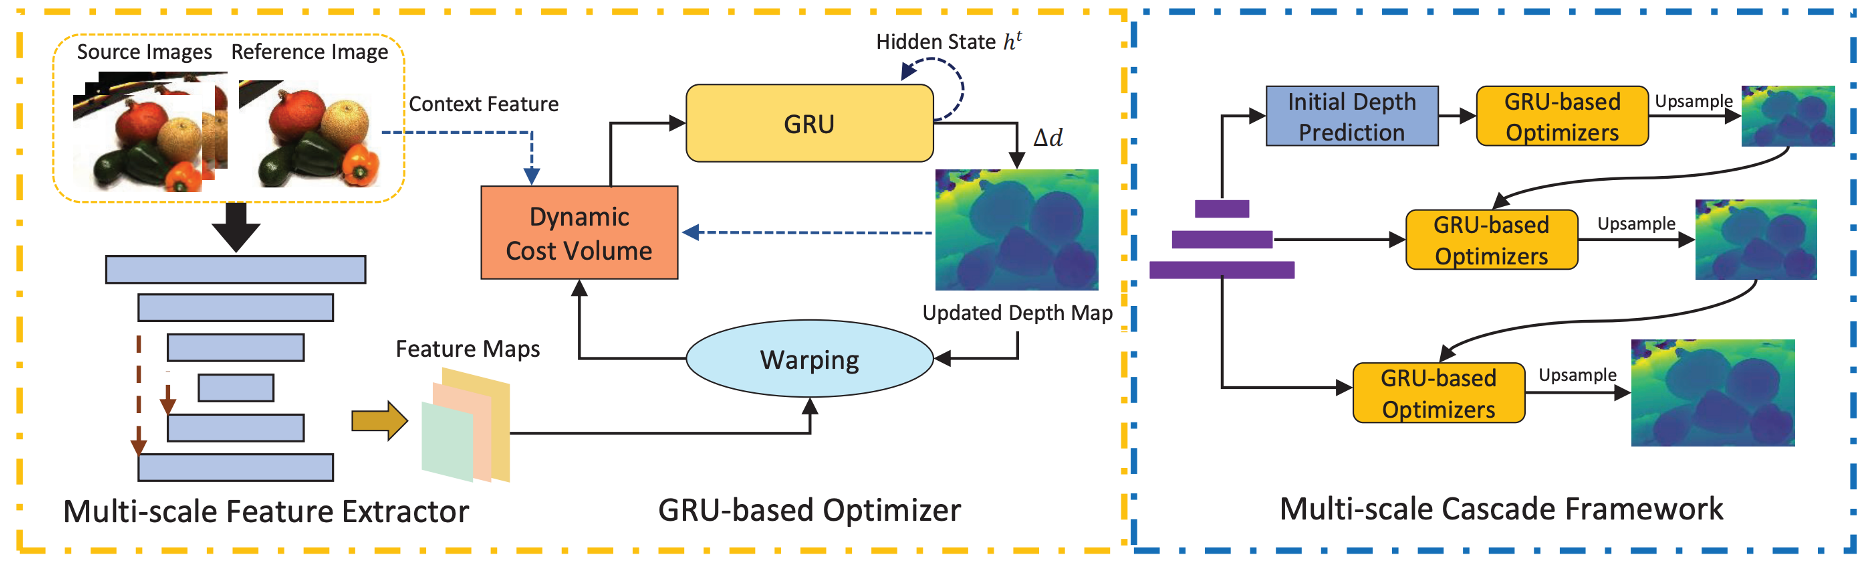 Source Images
Reference Image
Context Feature
Hidden State h^t
GRU
Δd
Dynamic
Cost Volume
Updated Depth Map
Feature Maps
Warping
Multi-scale Feature Extractor
GRU-based Optimizer
Initial Depth
Prediction
GRU-based
Optimizers
Upsample
GRU-based
Optimizers
Upsample
GRU-based
Optimizers
Upsample
Multi-scale Cascade Framework